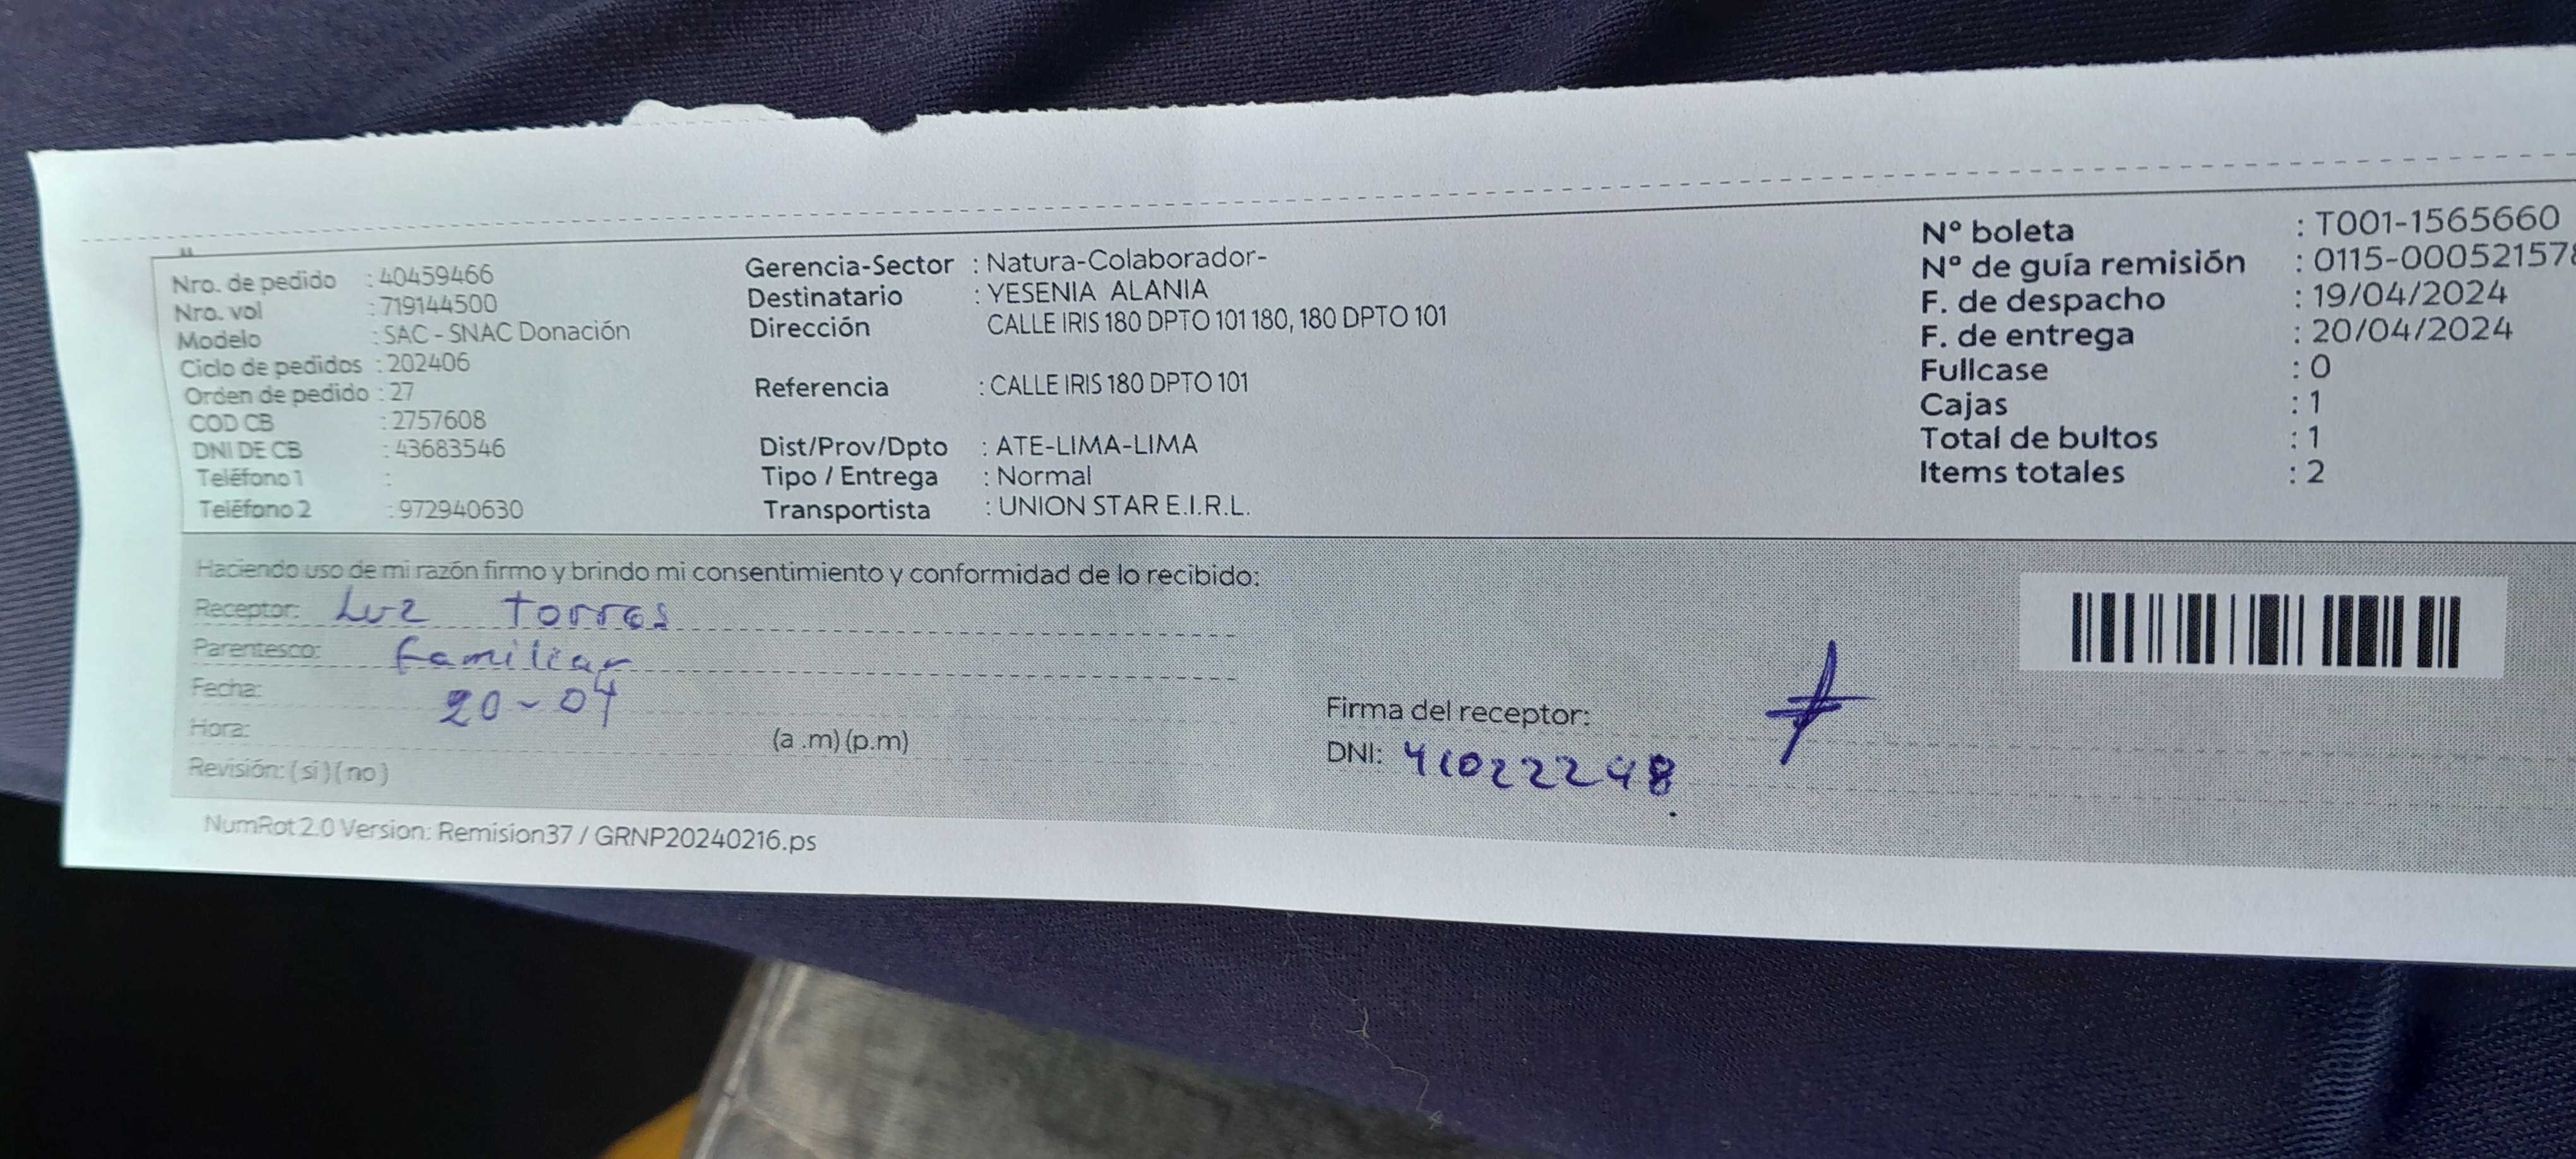 Nro. de pedido : 40459466
Nro. vol : 719144500
Modelo : SAC - SNAC Donación
Ciclo de pedidos : 202406
Orden de pedido : 27
COD CB : 2757608
DNI DE CB : 43683546
Teléfono 1 :
Teléfono 2 : 972940630
Gerencia-Sector : Natura-Colaborador-
Destinatario : YESENIA ALANIA
Dirección CALLE IRIS 180 DPTO 101 180, 180 DPTO 101
Referencia : CALLE IRIS 180 DPTO 101
Dist/Prov/Dpto : ATE-LIMA-LIMA
Tipo / Entrega : Normal
Transportista : UNION STAR E.I.R.L.
N° boleta : T001-1565660
N° de guía remisión : 0115-000521578
F. de despacho : 19/04/2024
F. de entrega : 20/04/2024
Fullcase : 0
Cajas : 1
Total de bultos : 1
Items totales : 2
Haciendo uso de mi razón firmo y brindo mi consentimiento y conformidad de lo recibido:
Receptor: Luz torres
Parentesco: familiar
Fecha: 20-04
Hora: (a .m) (p.m)
Revisión: ( si ) ( no )
Firma del receptor:
DNI: 41022248
NumRot 2.0 Version: Remision37 / GRNP20240216.ps